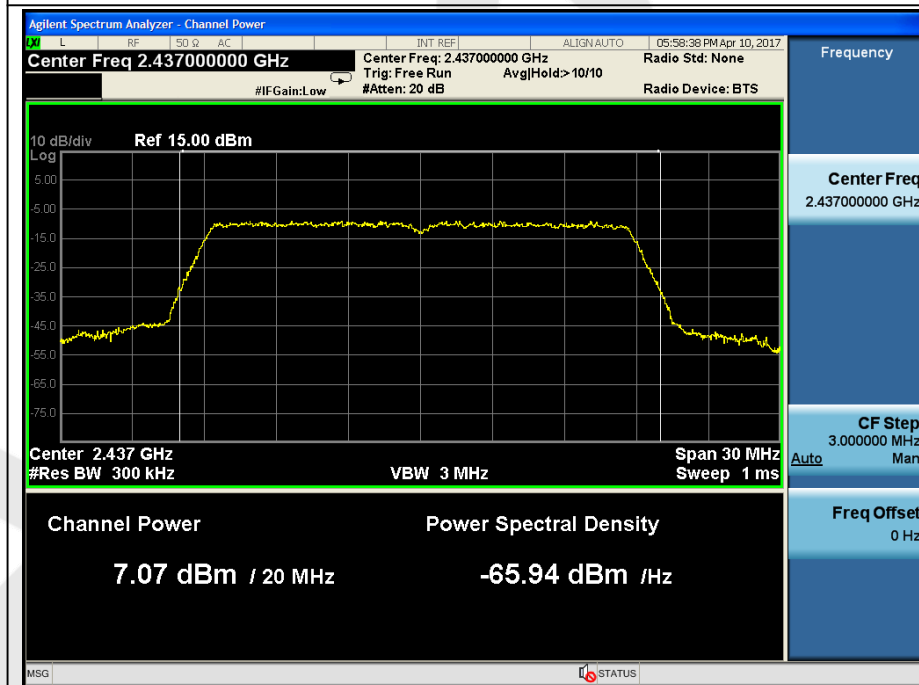 Agilent Spectrum Analyzer - Channel Power
LXI L RF 50 Ω AC INT REF ALIGN AUTO 05:58:38 PM Apr 10, 2017
Center Freq 2.437000000 GHz
Center Freq: 2.437000000 GHz
Radio Std: None
Trig: Free Run Avg|Hold:>10/10
#IFGain:Low
#Atten: 20 dB
Radio Device: BTS
10 dB/div Ref 15.00 dBm
Log
5.00
-5.00
-15.0
-25.0
-35.0
-45.0
-55.0
-65.0
-75.0
Center 2.437 GHz Span 30 MHz
#Res BW 300 kHz VBW 3 MHz Sweep 1 ms
Channel Power Power Spectral Density
7.07 dBm / 20 MHz -65.94 dBm /Hz
MSG STATUS
Frequency
Center Freq
2.437000000 GHz
CF Step
3.000000 MHz
Auto Man
Freq Offset
0 Hz